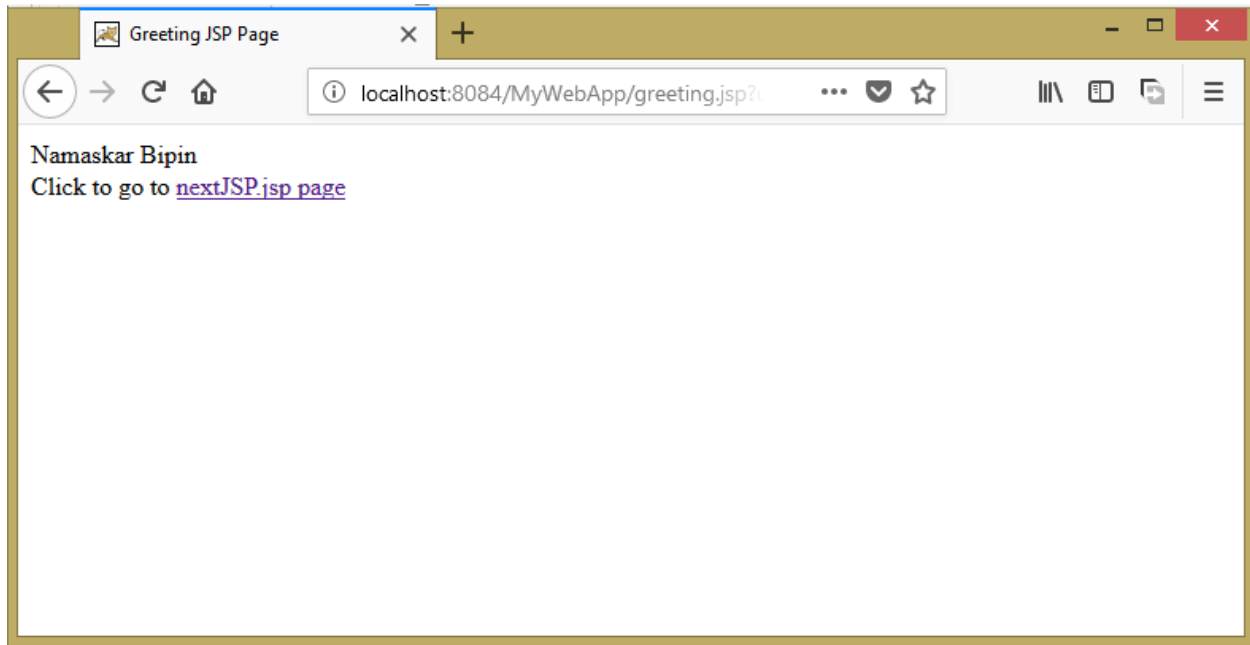 Greeting JSP Page
localhost:8084/MyWebApp/greeting.jsp?
Namaskar Bipin
Click to go to nextJSP.jsp page